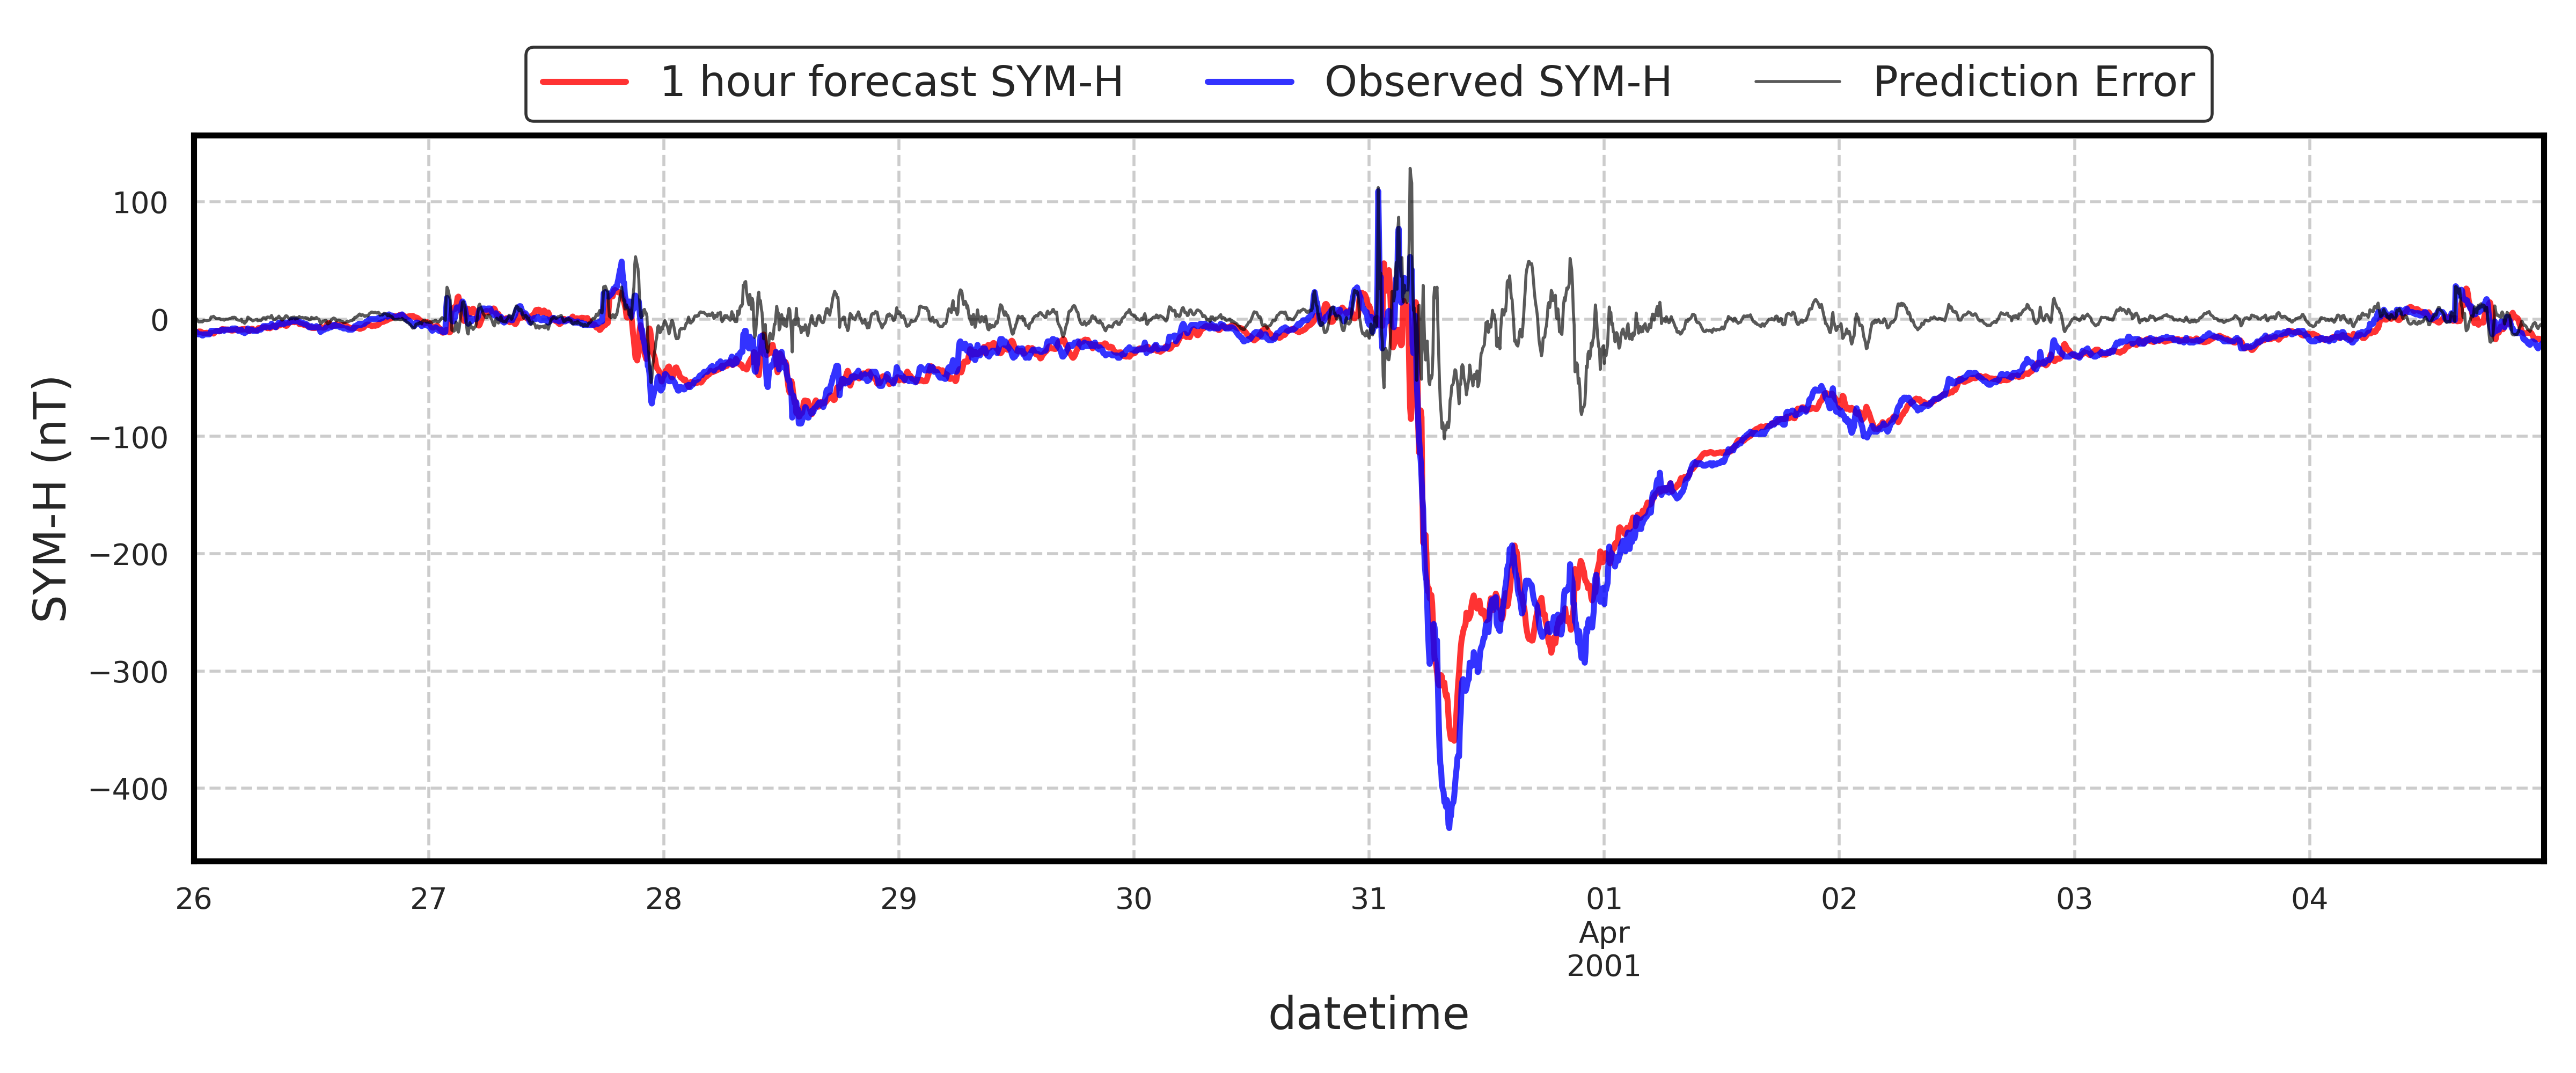 1 hour forecast SYM-H Observed SYM-H Prediction Error
100
0
−100
−200
−300
−400
SYM-H (nT)
26 27 28 29 30 31 01 02 03 04
Apr
2001
datetime